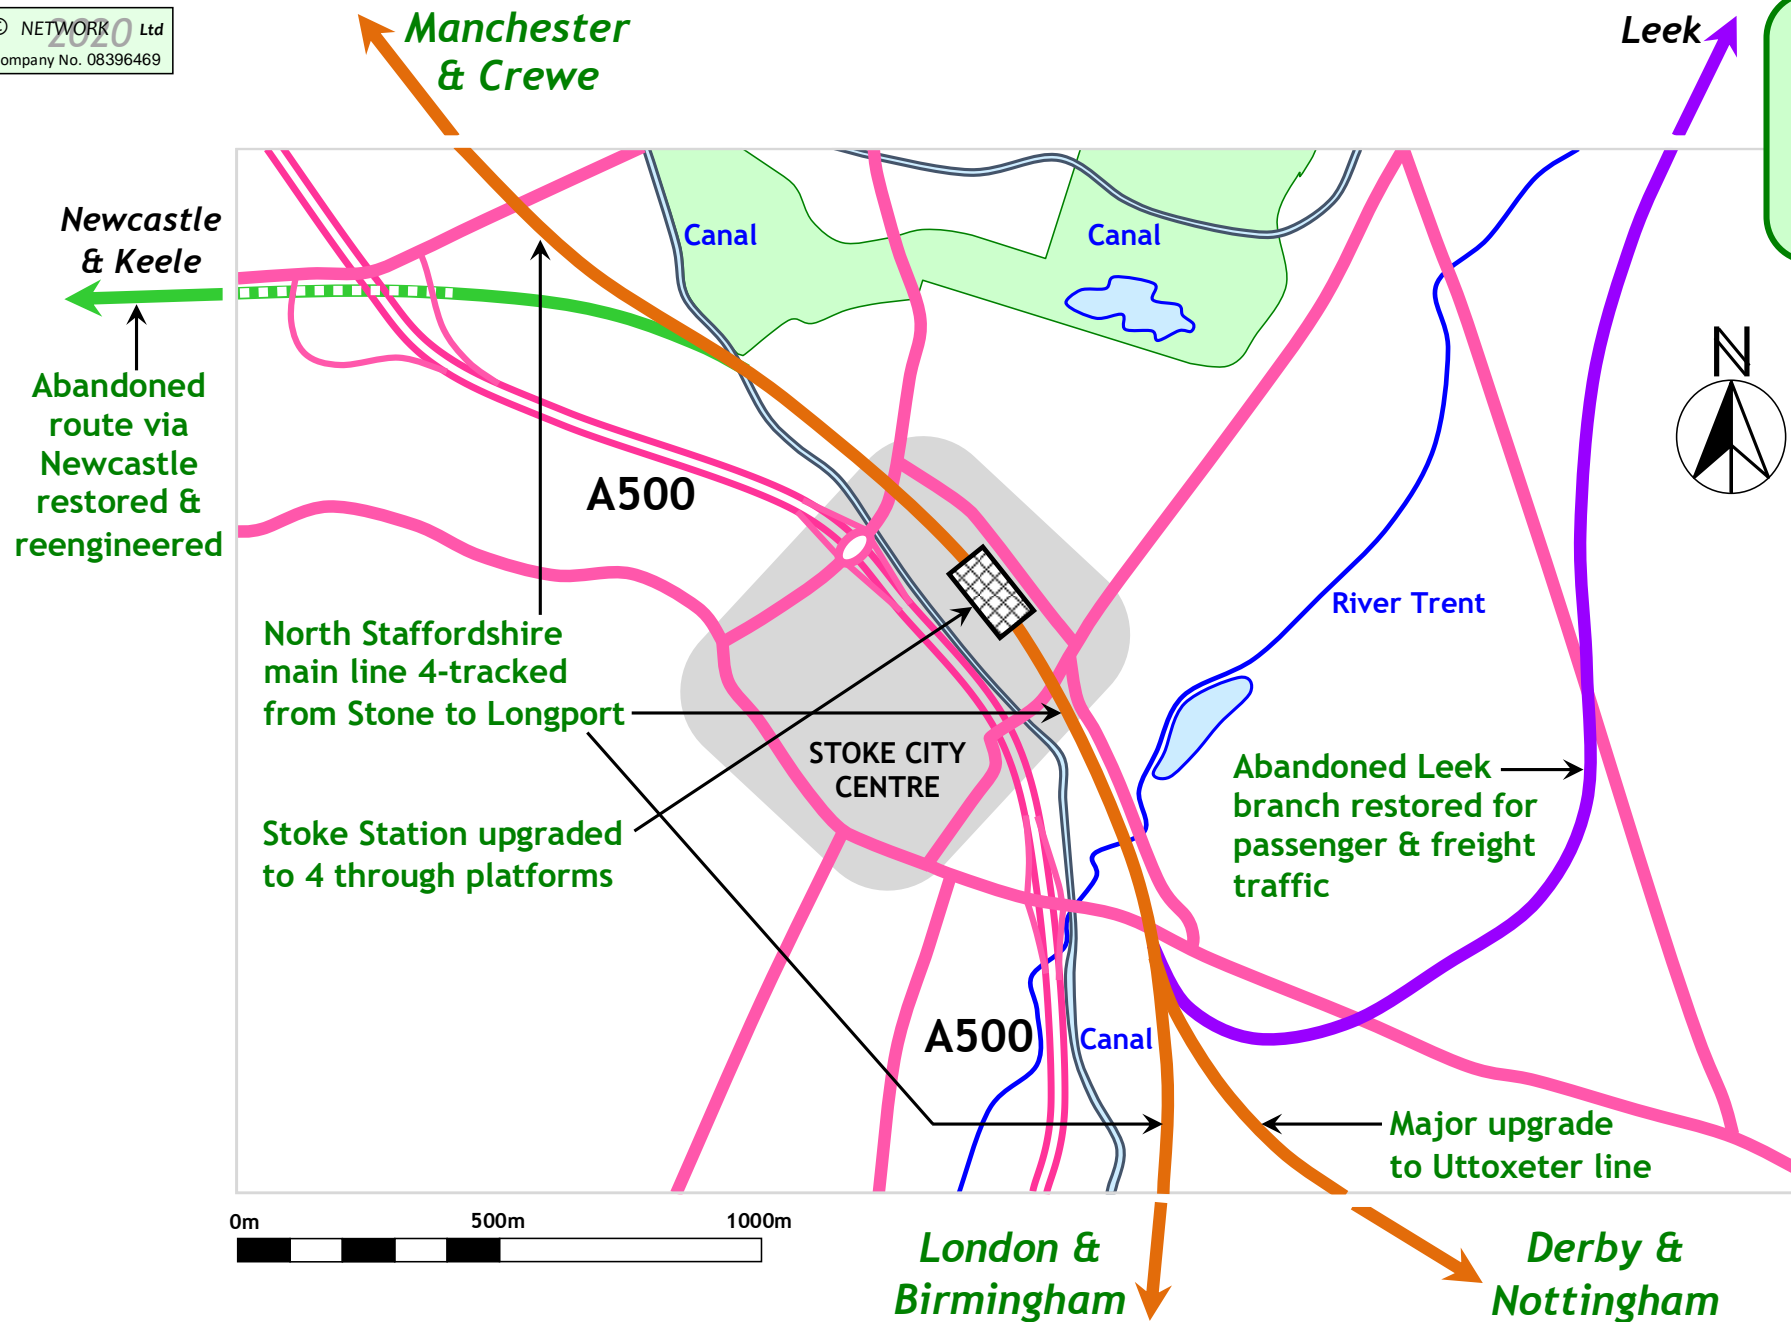 © NETWORK 2020 Ltd
ompany No. 08396469
Manchester
& Crewe
Leek
Newcastle
& Keele
Canal
Canal
N
Abandoned
route via
Newcastle
restored &
reengineered
A500
River Trent
North Staffordshire
main line 4-tracked
from Stone to Longport
STOKE CITY
CENTRE
Abandoned Leek
branch restored for
passenger & freight
traffic
Stoke Station upgraded
to 4 through platforms
A500
Canal
Major upgrade
to Uttoxeter line
0m 500m 1000m
London &
Birmingham
Derby &
Nottingham